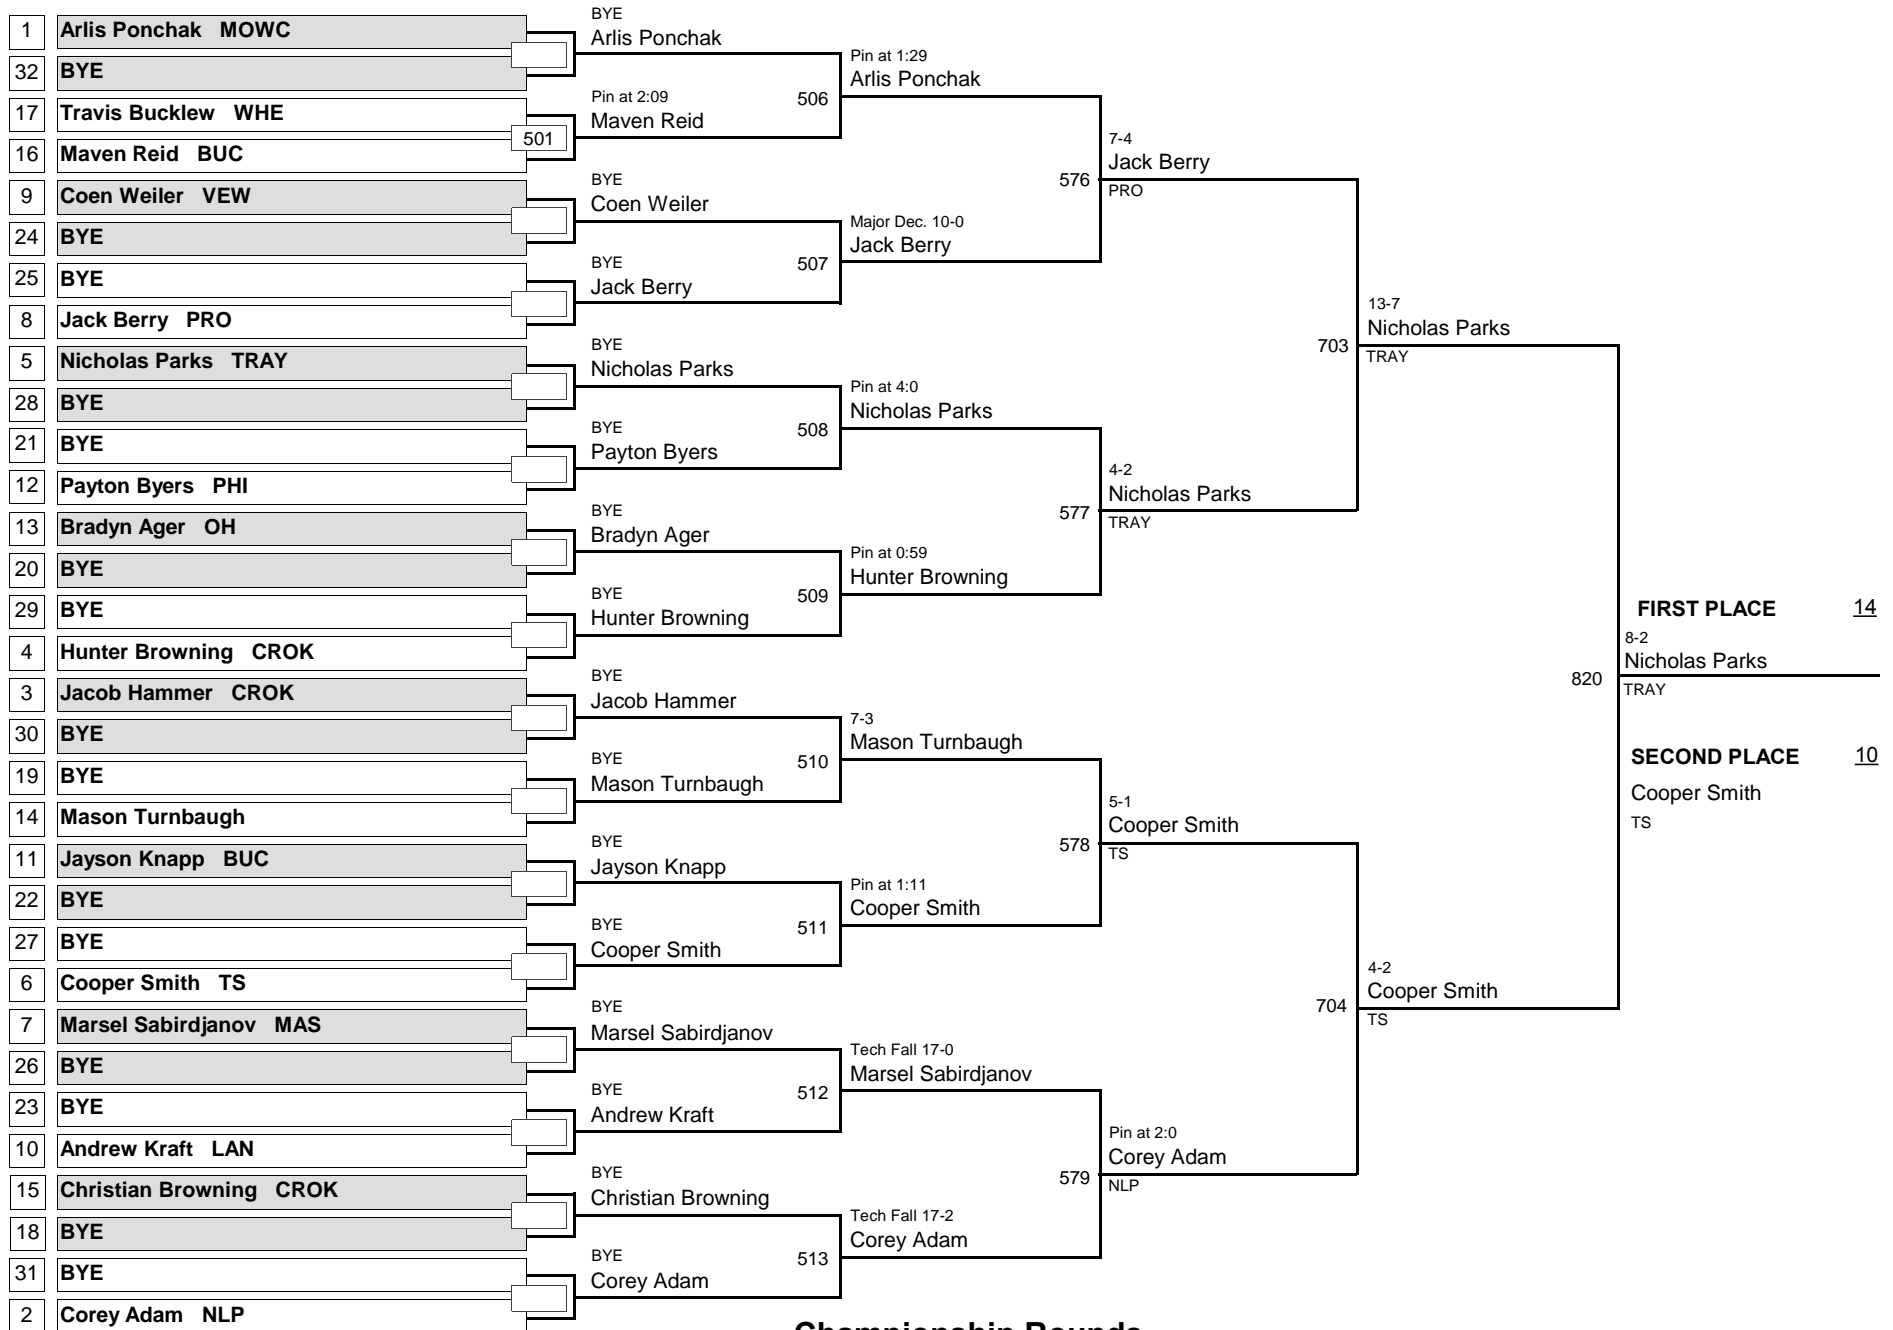 1 Arlis Ponchak MOWC
32 BYE
17 Travis Bucklew WHE
16 Maven Reid BUC
9 Coen Weiler VEW
24 BYE
25 BYE
8 Jack Berry PRO
5 Nicholas Parks TRAY
28 BYE
21 BYE
12 Payton Byers PHI
13 Bradyn Ager OH
20 BYE
29 BYE
4 Hunter Browning CROK
3 Jacob Hammer CROK
30 BYE
19 BYE
14 Mason Turnbaugh
11 Jayson Knapp BUC
22 BYE
27 BYE
6 Cooper Smith TS
7 Marsel Sabirdjanov MAS
26 BYE
23 BYE
10 Andrew Kraft LAN
15 Christian Browning CROK
18 BYE
31 BYE
2 Corey Adam NLP
501
BYE
Arlis Ponchak
Pin at 2:09
Maven Reid
BYE
Coen Weiler
BYE
Jack Berry
BYE
Nicholas Parks
BYE
Payton Byers
BYE
Bradyn Ager
BYE
Hunter Browning
BYE
Jacob Hammer
BYE
Mason Turnbaugh
BYE
Jayson Knapp
BYE
Cooper Smith
BYE
Marsel Sabirdjanov
BYE
Andrew Kraft
BYE
Christian Browning
BYE
Corey Adam
506
507
508
509
510
511
512
513
Pin at 1:29
Arlis Ponchak
Major Dec. 10-0
Jack Berry
Pin at 4:0
Nicholas Parks
Pin at 0:59
Hunter Browning
7-3
Mason Turnbaugh
Pin at 1:11
Cooper Smith
Tech Fall 17-0
Marsel Sabirdjanov
Tech Fall 17-2
Corey Adam
576
577
578
579
7-4
Jack Berry
PRO
4-2
Nicholas Parks
TRAY
5-1
Cooper Smith
TS
Pin at 2:0
Corey Adam
NLP
703
704
13-7
Nicholas Parks
TRAY
4-2
Cooper Smith
TS
820
FIRST PLACE 14
8-2
Nicholas Parks
TRAY
SECOND PLACE 10
Cooper Smith
TS
Championship Rounds